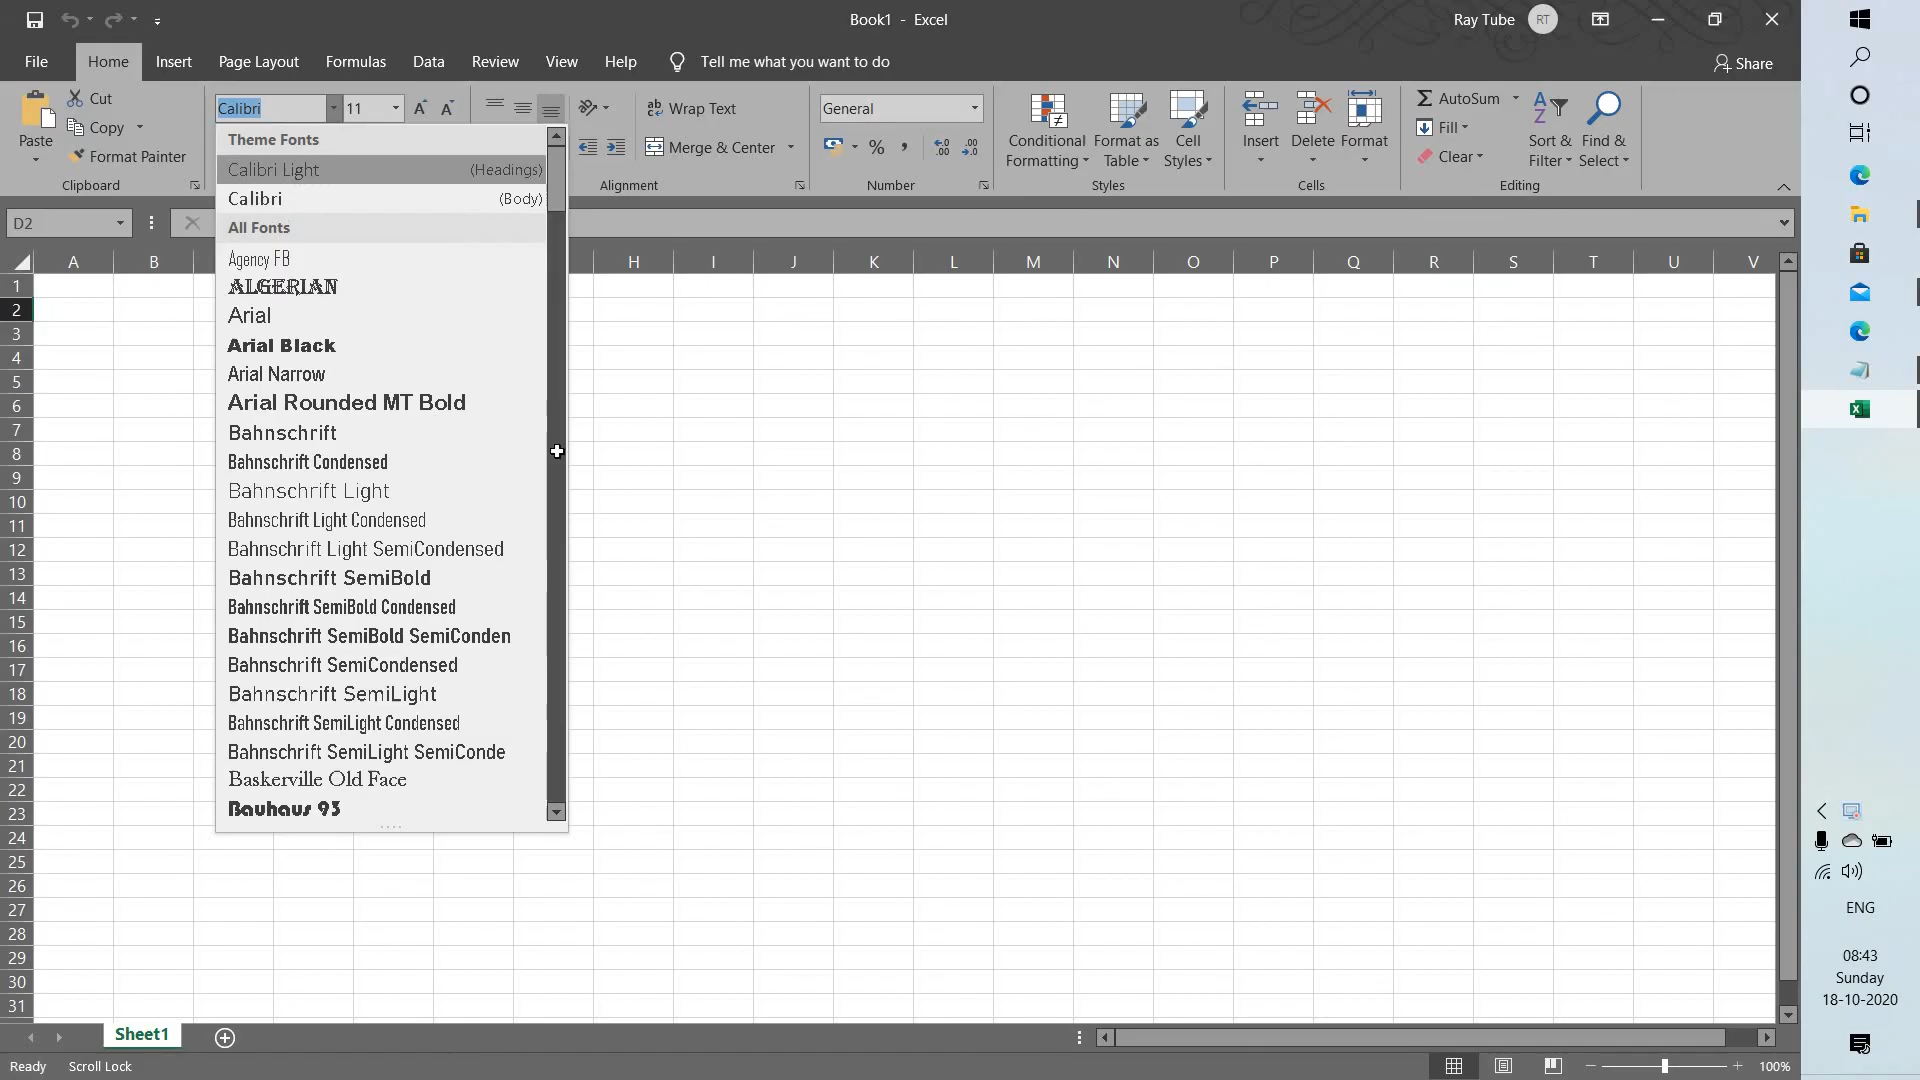 Book1 - Excel
Ray Tube RT
File Home Insert Page Layout Formulas Data Review View Help Tell me what you want to do Share
Cut
Copy
Format Painter
Paste
Clipboard
Calibri 11
Wrap Text
Merge & Center
Alignment
General
%
Number
Conditional Formatting
Format as Table
Cell Styles
Styles
Insert Delete Format
Cells
AutoSum
Fill
Clear
Sort & Filter
Find & Select
Editing
D2
Theme Fonts
Calibri Light (Headings)
Calibri (Body)
All Fonts
Agency FB
ALGERIAN
Arial
Arial Black
Arial Narrow
Arial Rounded MT Bold
Bahnschrift
Bahnschrift Condensed
Bahnschrift Light
Bahnschrift Light Condensed
Bahnschrift Light SemiCondensed
Bahnschrift SemiBold
Bahnschrift SemiBold Condensed
Bahnschrift SemiBold SemiConden
Bahnschrift SemiCondensed
Bahnschrift SemiLight
Bahnschrift SemiLight Condensed
Bahnschrift SemiLight SemiConde
Baskerville Old Face
Bauhaus 93
A B H I J K L M N O P Q R S T U V
1
2
3
4
5
6
7
8
9
10
11
12
13
14
15
16
17
18
19
20
21
22
23
24
25
26
27
28
29
30
31
Sheet1
Ready Scroll Lock
100%
ENG
08:43
Sunday
18-10-2020